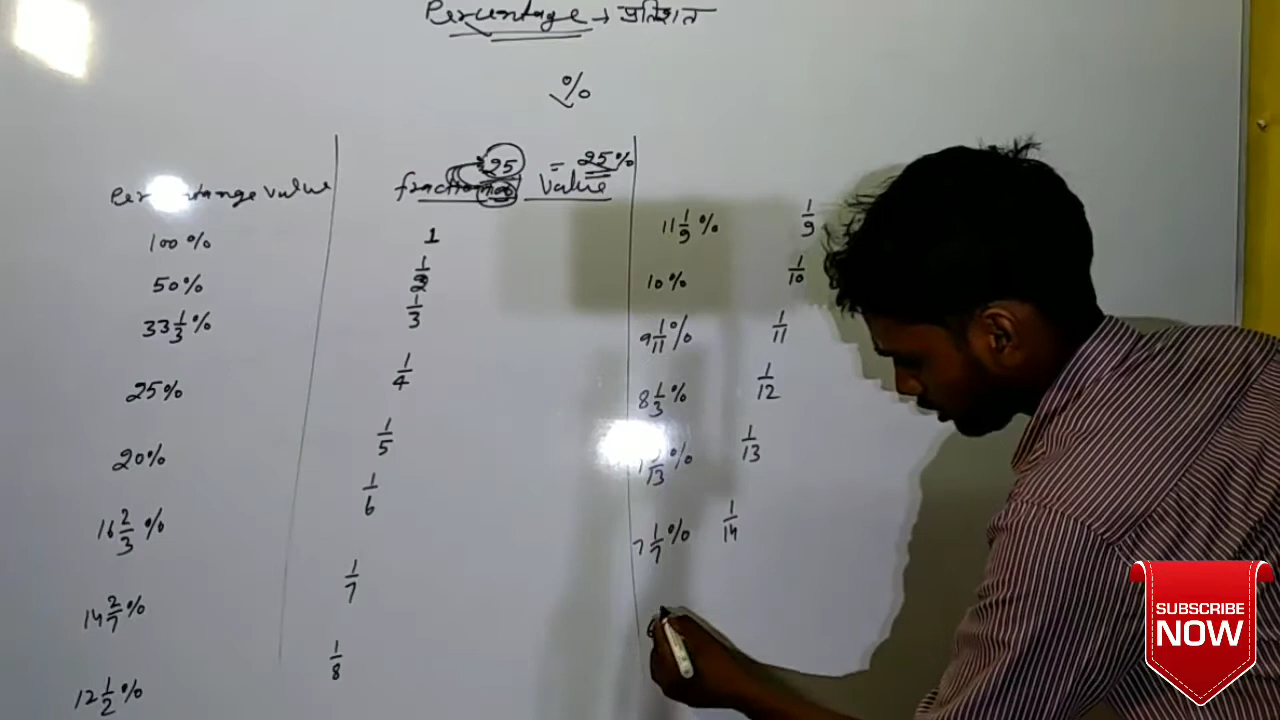 Percentage → प्रतिशत
%
25 = 25%
value fraction value
100% 1
50% 1/2
33 1/3 % 1/3
25% 1/4
20% 1/5
16 2/3 % 1/6
14 2/7 % 1/7
12 1/2 % 1/8
11 1/9 % 1/9
10% 1/10
9 1/11 % 1/11
8 1/3 % 1/12
13 % 1/13
7 1/7 % 1/14
SUBSCRIBE
NOW